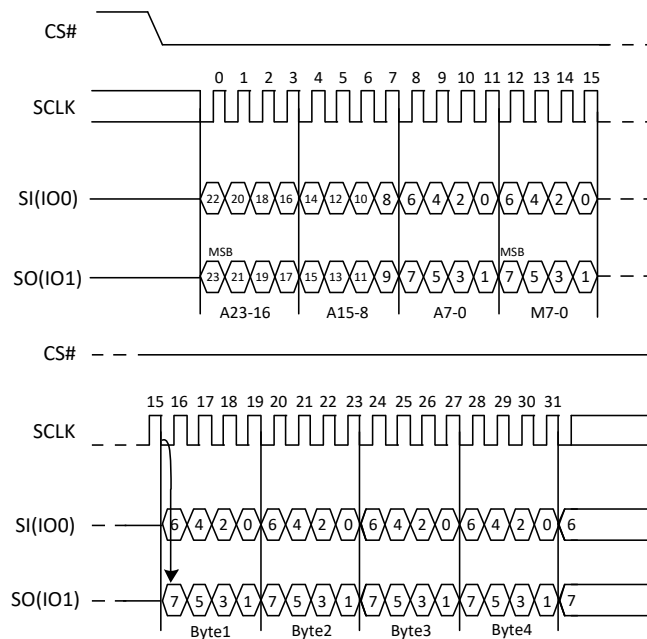 CS#
0 1 2 3 4 5 6 7 8 9 10 11 12 13 14 15
SCLK
SI(IO0) 22 20 18 16 14 12 10 8 6 4 2 0 6 4 2 0
MSB MSB
SO(IO1) 23 21 19 17 15 13 11 9 7 5 3 1 7 5 3 1
A23-16 A15-8 A7-0 M7-0
CS#
15 16 17 18 19 20 21 22 23 24 25 26 27 28 29 30 31
SCLK
SI(IO0) 6 4 2 0 6 4 2 0 6 4 2 0 6 4 2 0 6
SO(IO1) 7 5 3 1 7 5 3 1 7 5 3 1 7 5 3 1 7
Byte1 Byte2 Byte3 Byte4